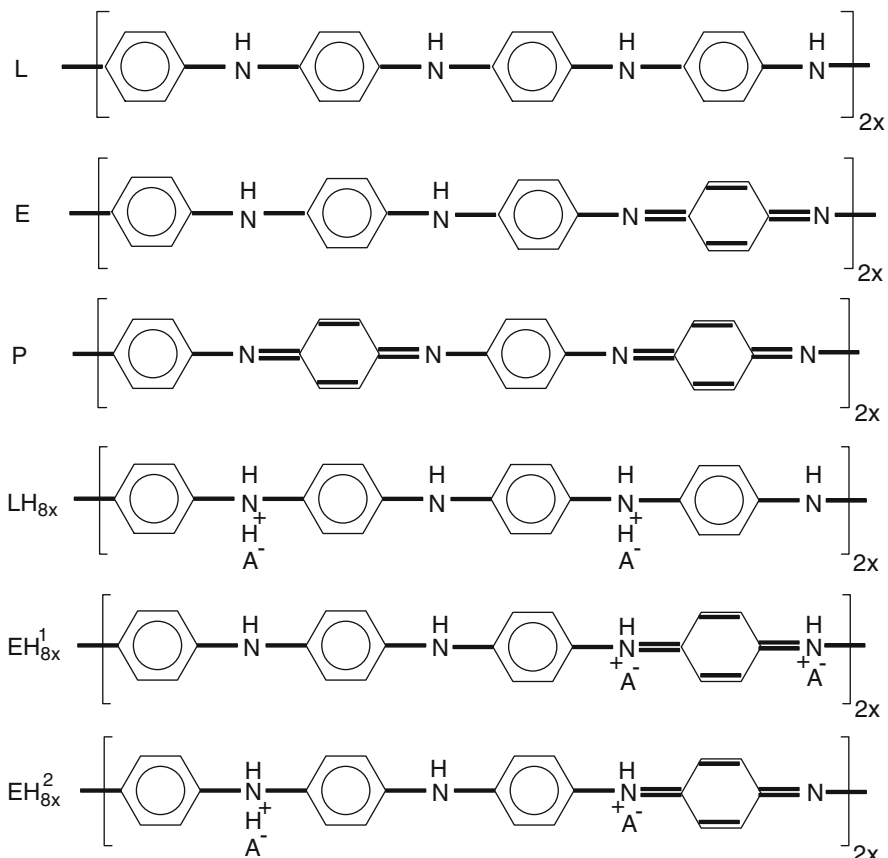 H H H H
L N N N N
2x
H H
E N N N N
2x
P N N N N
2x
H H H H
LH8x N+ N N+ N
H H
A- A-
2x
H H H H
EH¹8x N N N N
+ A- + A-
2x
H H H
EH²8x N+ N N N
H + A-
A-
2x